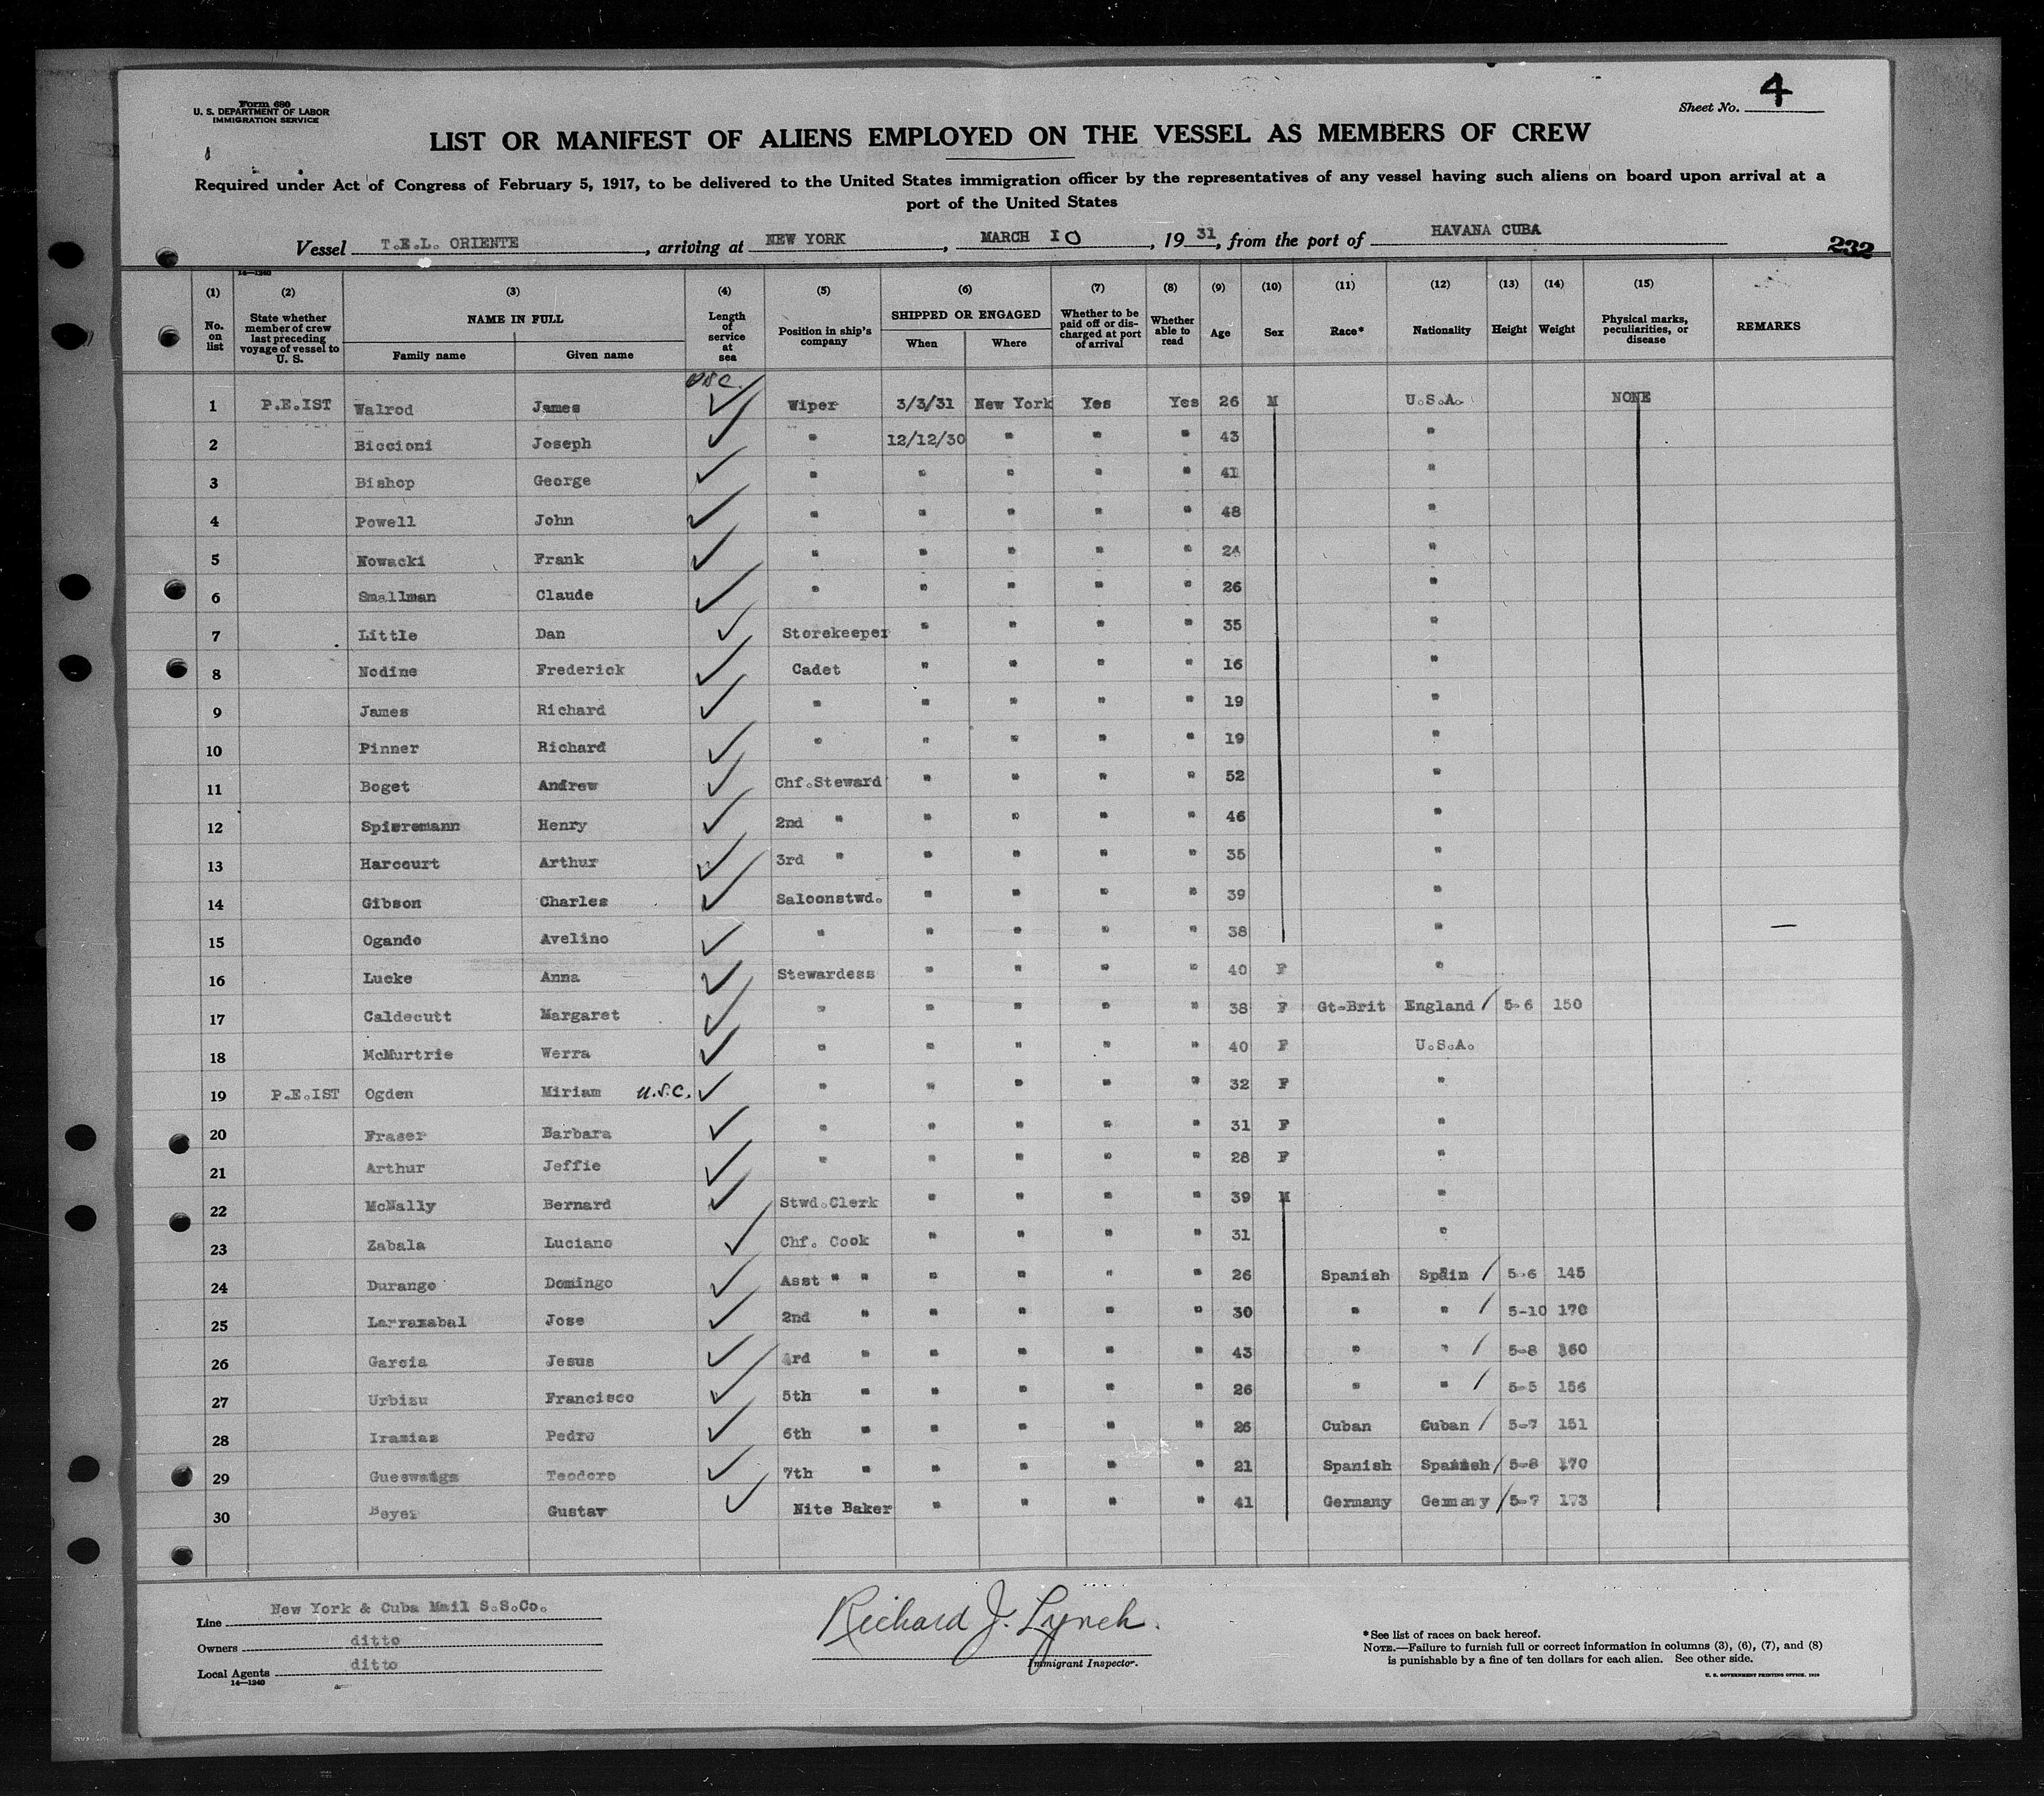 Form 680
U. S. DEPARTMENT OF LABOR
IMMIGRATION SERVICE
Sheet No. 4
LIST OR MANIFEST OF ALIENS EMPLOYED ON THE VESSEL AS MEMBERS OF CREW
Required under Act of Congress of February 5, 1917, to be delivered to the United States immigration officer by the representatives of any vessel having such aliens on board upon arrival at a
port of the United States
Vessel T.E.L. ORIENTE, arriving at NEW YORK, MARCH 10, 1931, from the port of HAVANA CUBA
232
14—1240
(1) (2) (3) (4) (5) (6) (7) (8) (9) (10) (11) (12) (13) (14) (15)
No. on list State whether member of crew last preceding voyage of vessel to U. S. NAME IN FULL Family name Given name Length of service at sea Position in ship's company SHIPPED OR ENGAGED When Where Whether to be paid off or discharged at port of arrival Whether able to read Age Sex Race* Nationality Height Weight Physical marks, peculiarities, or disease REMARKS
USC.
1 P.E.IST Walrod James ✓ Wiper 3/3/31 New York Yes Yes 26 M U.S.A. NONE
2 Biccioni Joseph ✓ " 12/12/30 " " " 43 "
3 Bishop George ✓ " " " " " 41 "
4 Powell John ✓ " " " " " 48 "
5 Nowacki Frank ✓ " " " " " 24 "
6 Smallman Claude ✓ " " " " " 26 "
7 Little Dan ✓ Storekeeper " " " " 35 "
8 Nodine Frederick ✓ Cadet " " " " 16 "
9 James Richard ✓ " " " " " 19 "
10 Pinner Richard ✓ " " " " " 19 "
11 Boget Andrew ✓ Chf.Steward " " " " 52 "
12 Henry ✓ 2nd " " " " " 46 "
13 Harcourt Arthur ✓ 3rd " " " " " 35 "
14 Gibson Charles ✓ Saloonstwd. " " " " 39 "
15 Ogando Avelino ✓ " " " " " 38 " —
16 Lucke Anna ✓ Stewardess " " " " 40 F "
17 Caldecutt Margaret ✓ " " " " " 38 F Gt-Brit England / 5-6 150
18 McMurtrie Werra ✓ " " " " " 40 F U.S.A.
19 P.E.IST Ogden Miriam U.S.C. ✓ " " " " " 32 F "
20 Fraser Barbara ✓ " " " " " 31 F "
21 Arthur Jeffie ✓ " " " " " 28 F "
22 McNally Bernard ✓ Stwd.Clerk " " " " 39 M "
23 Zabala Luciano ✓ Chf. Cook " " " " 31 "
24 Durango Domingo ✓ Asst " " " " " " 26 Spanish Spain / 5-6 145
25 Larrazabal Jose ✓ 2nd " " " " " 30 " " / 5-10 170
26 Garcia Jesus ✓ " " " " " 43 " " / 5-8 160
27 Urbizu Francisco ✓ 5th " " " " " 26 " " / 5-5 156
28 Pedro ✓ 6th " " " " " 26 Cuban Cuban / 5-7 151
29 Teodoro ✓ 7th " " " " " 21 Spanish Spanish / 5-8 170
30 Beyer Gustav ✓ Nite Baker " " " " 41 Germany Germany / 5-7 173
Line New York & Cuba Mail S.S.Co.
Owners ditto
Local Agents ditto
14—1240
Richard J. Lynch.
Immigrant Inspector.
*See list of races on back hereof.
NOTE.—Failure to furnish full or correct information in columns (3), (6), (7), and (8)
is punishable by a fine of ten dollars for each alien. See other side.
U. S. GOVERNMENT PRINTING OFFICE. 1929